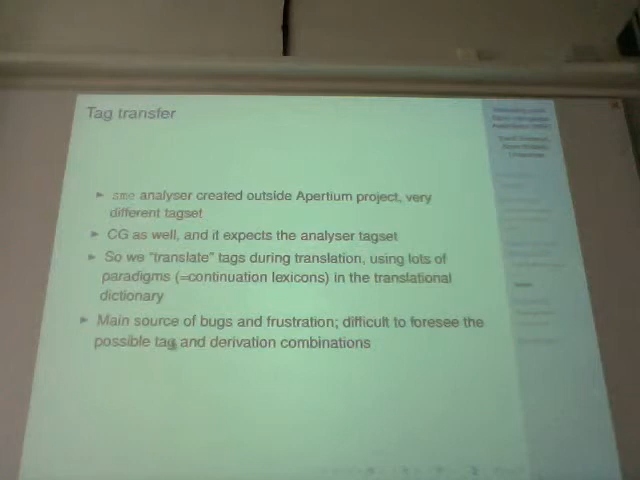 Tag transfer
► sme analyser created outside Apertium project, very
different tagset
► CG as well, and it expects the analyser tagset
► So we "translate" tags during translation, using lots of
paradigms (=continuation lexicons) in the translational
dictionary
► Main source of bugs and frustration; difficult to foresee the
possible tag and derivation combinations